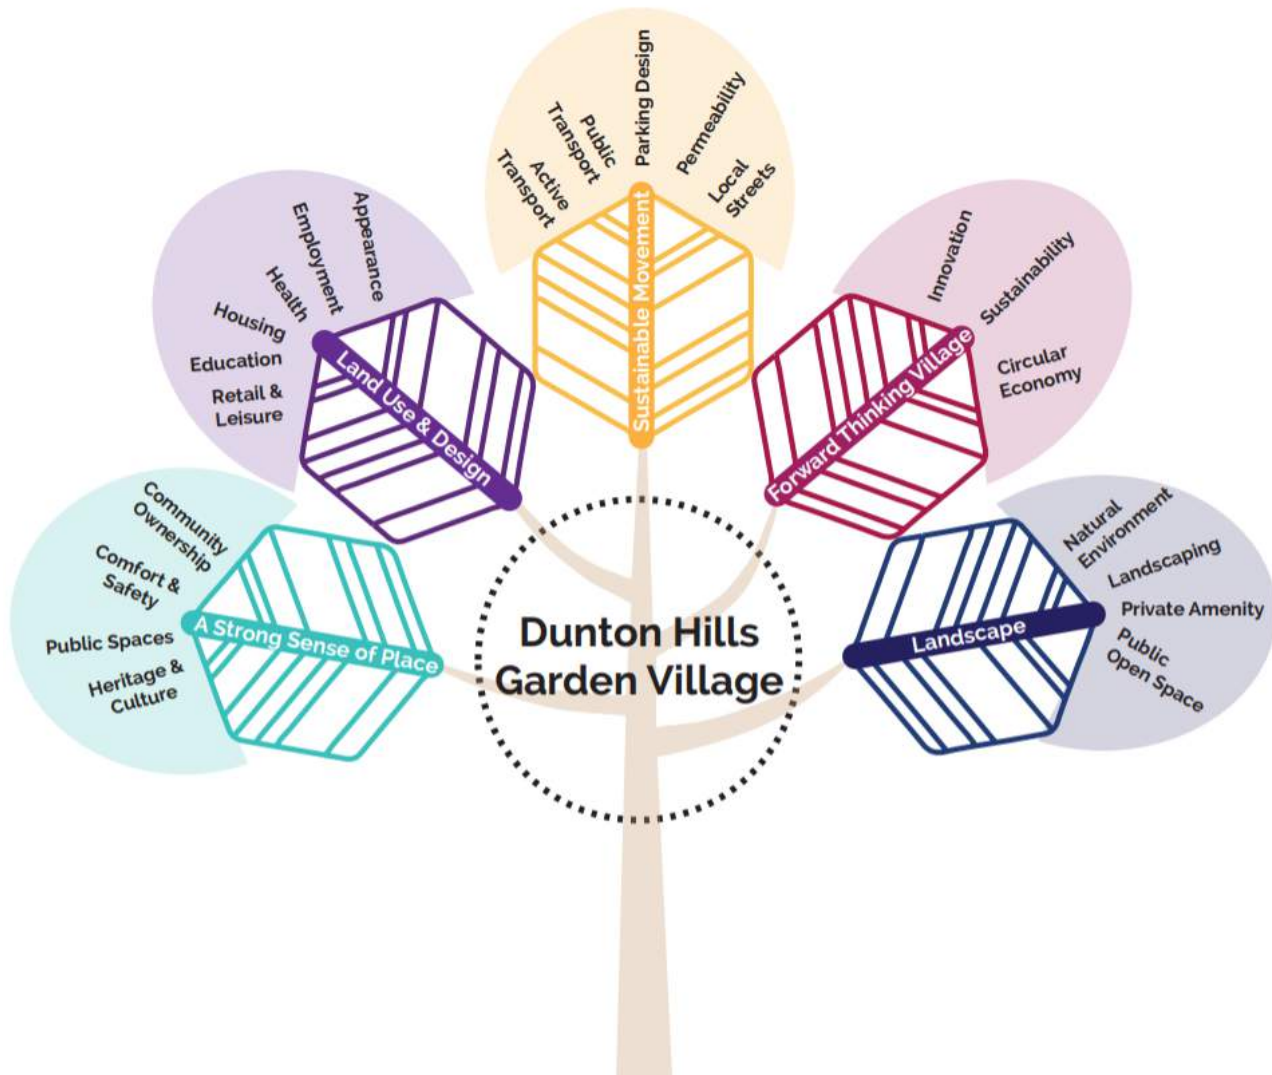 Parking Design
Permeability
Public
Transport
Active
Transport
Local
Streets
Sustainable Movement
Appearance
Employment
Health
Housing
Education
Retail &
Leisure
Land Use & Design
Innovation
Sustainability
Circular
Economy
Forward Thinking Village
Community
Ownership
Comfort &
Safety
Public Spaces
Heritage &
Culture
A Strong Sense of Place
Natural
Environment
Landscaping
Private Amenity
Public
Open Space
Landscape
Dunton Hills
Garden Village